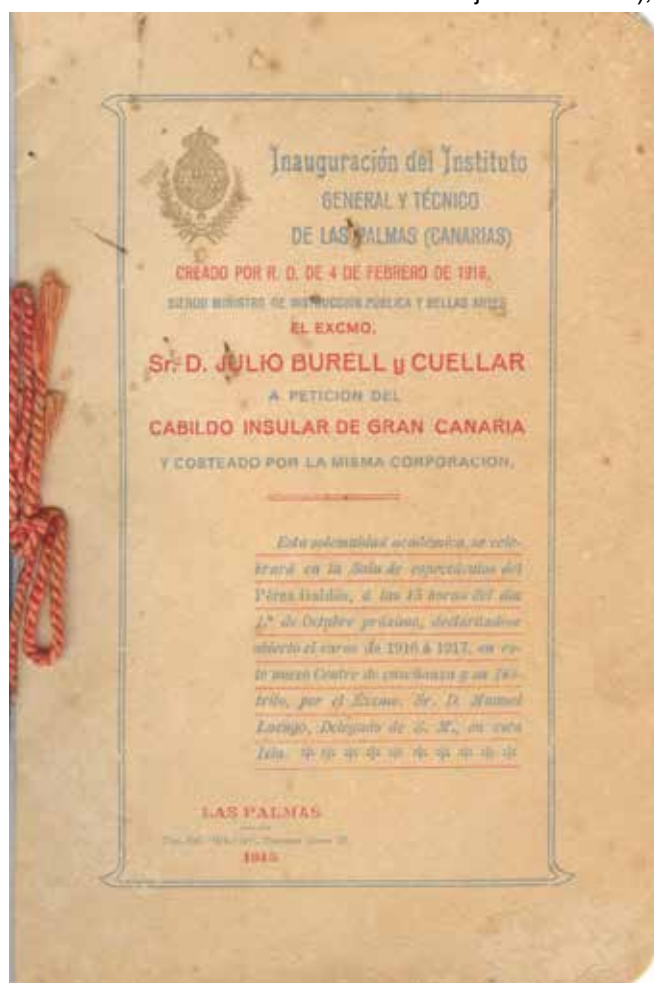 Inauguración del Instituto
GENERAL Y TÉCNICO
DE LAS PALMAS (CANARIAS)
CREADO POR R. D. DE 4 DE FEBRERO DE 1916,
SIENDO MINISTRO DE INSTRUCCIÓN PÚBLICA Y BELLAS ARTES
EL EXCMO.
Sr. D. JULIO BURELL y CUELLAR
A PETICIÓN DEL
CABILDO INSULAR DE GRAN CANARIA
Y COSTEADO POR LA MISMA CORPORACIÓN.
Esta solemnidad académica, se cele-
brará en la Sala de espectáculos del
Pérez Galdós, á las 15 horas del día
1.º de Octubre próximo, declarándose
abierto el curso de 1916 á 1917, en es-
te nuevo Centro de enseñanza y su Dis-
trito, por el Excmo. Sr. D. Manuel
Luengo, Delegado de S. M., en esta
Isla.
LAS PALMAS
1916